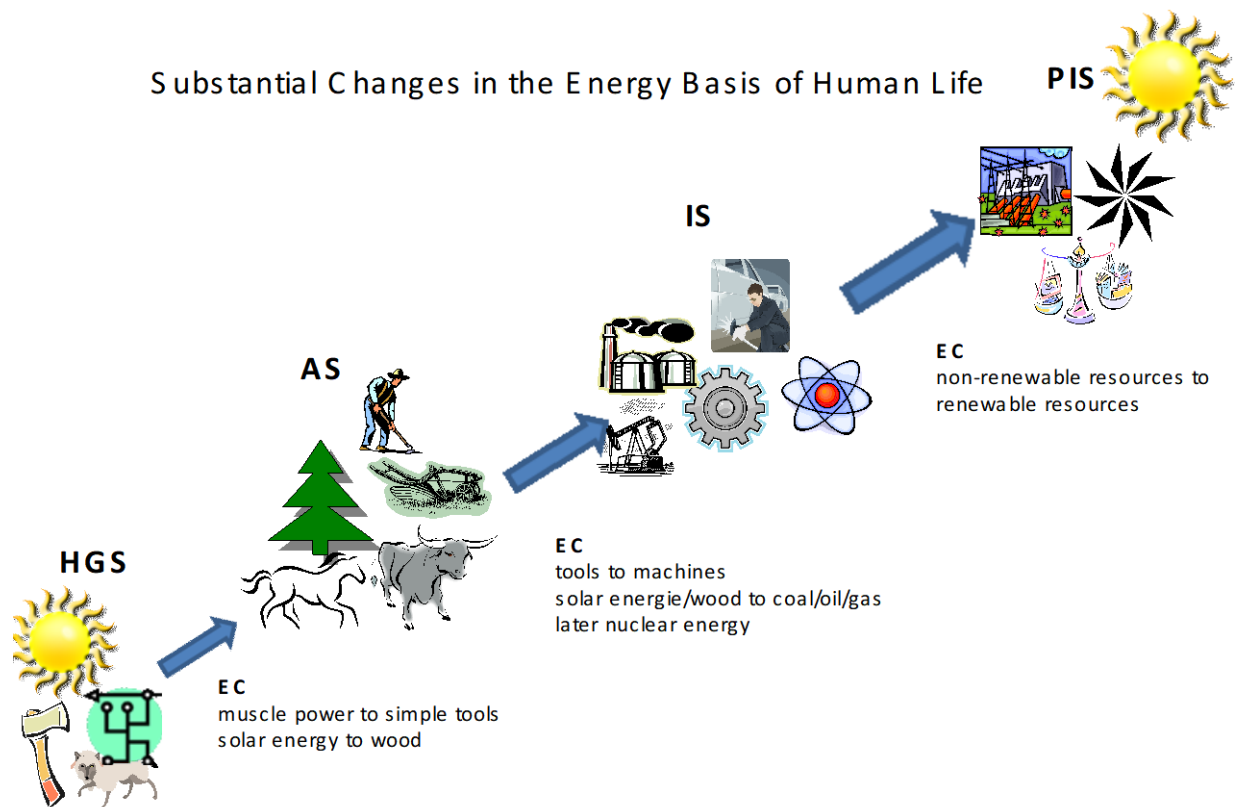 Substantial Changes in the Energy Basis of Human Life
PIS
IS
EC
non-renewable resources to
renewable resources
AS
EC
tools to machines
solar energie/wood to coal/oil/gas
later nuclear energy
HGS
EC
muscle power to simple tools
solar energy to wood